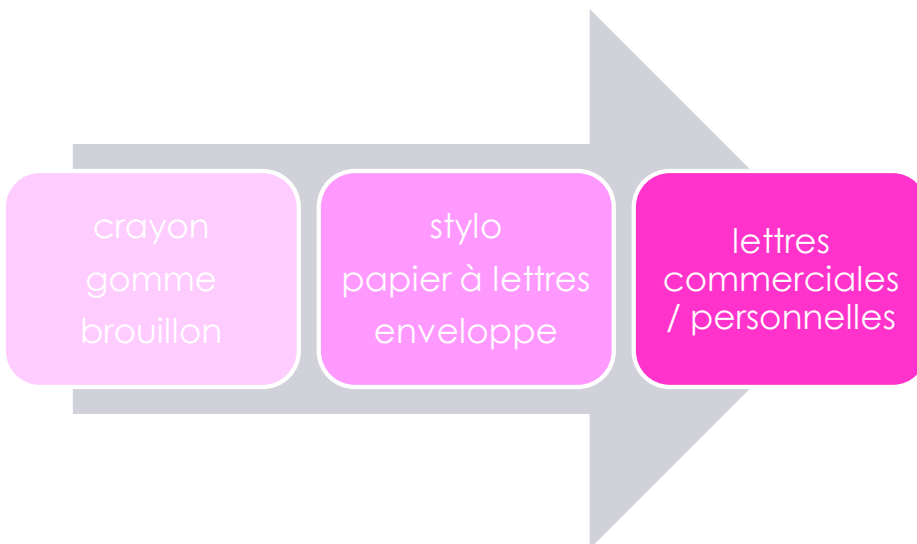 crayon
gomme
brouillon
stylo
papier à lettres
enveloppe
lettres
commerciales
/ personnelles